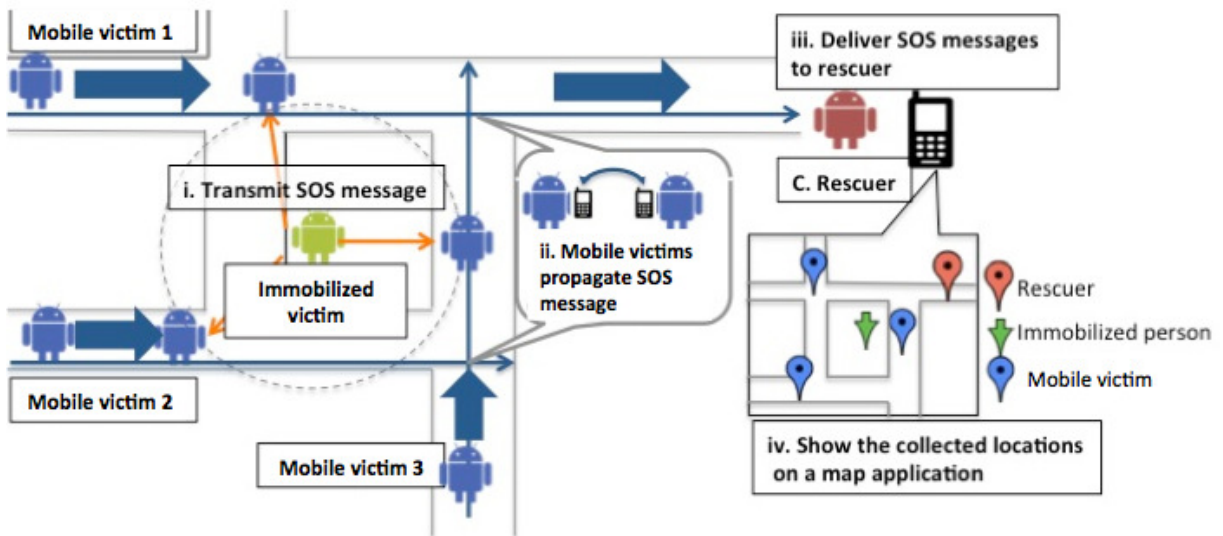 Mobile victim 1
iii. Deliver SOS messages
to rescuer
i. Transmit SOS message
C. Rescuer
ii. Mobile victims
propagate SOS
message
Immobilized
victim
Rescuer
Immobilized person
Mobile victim
Mobile victim 2
Mobile victim 3
iv. Show the collected locations
on a map application